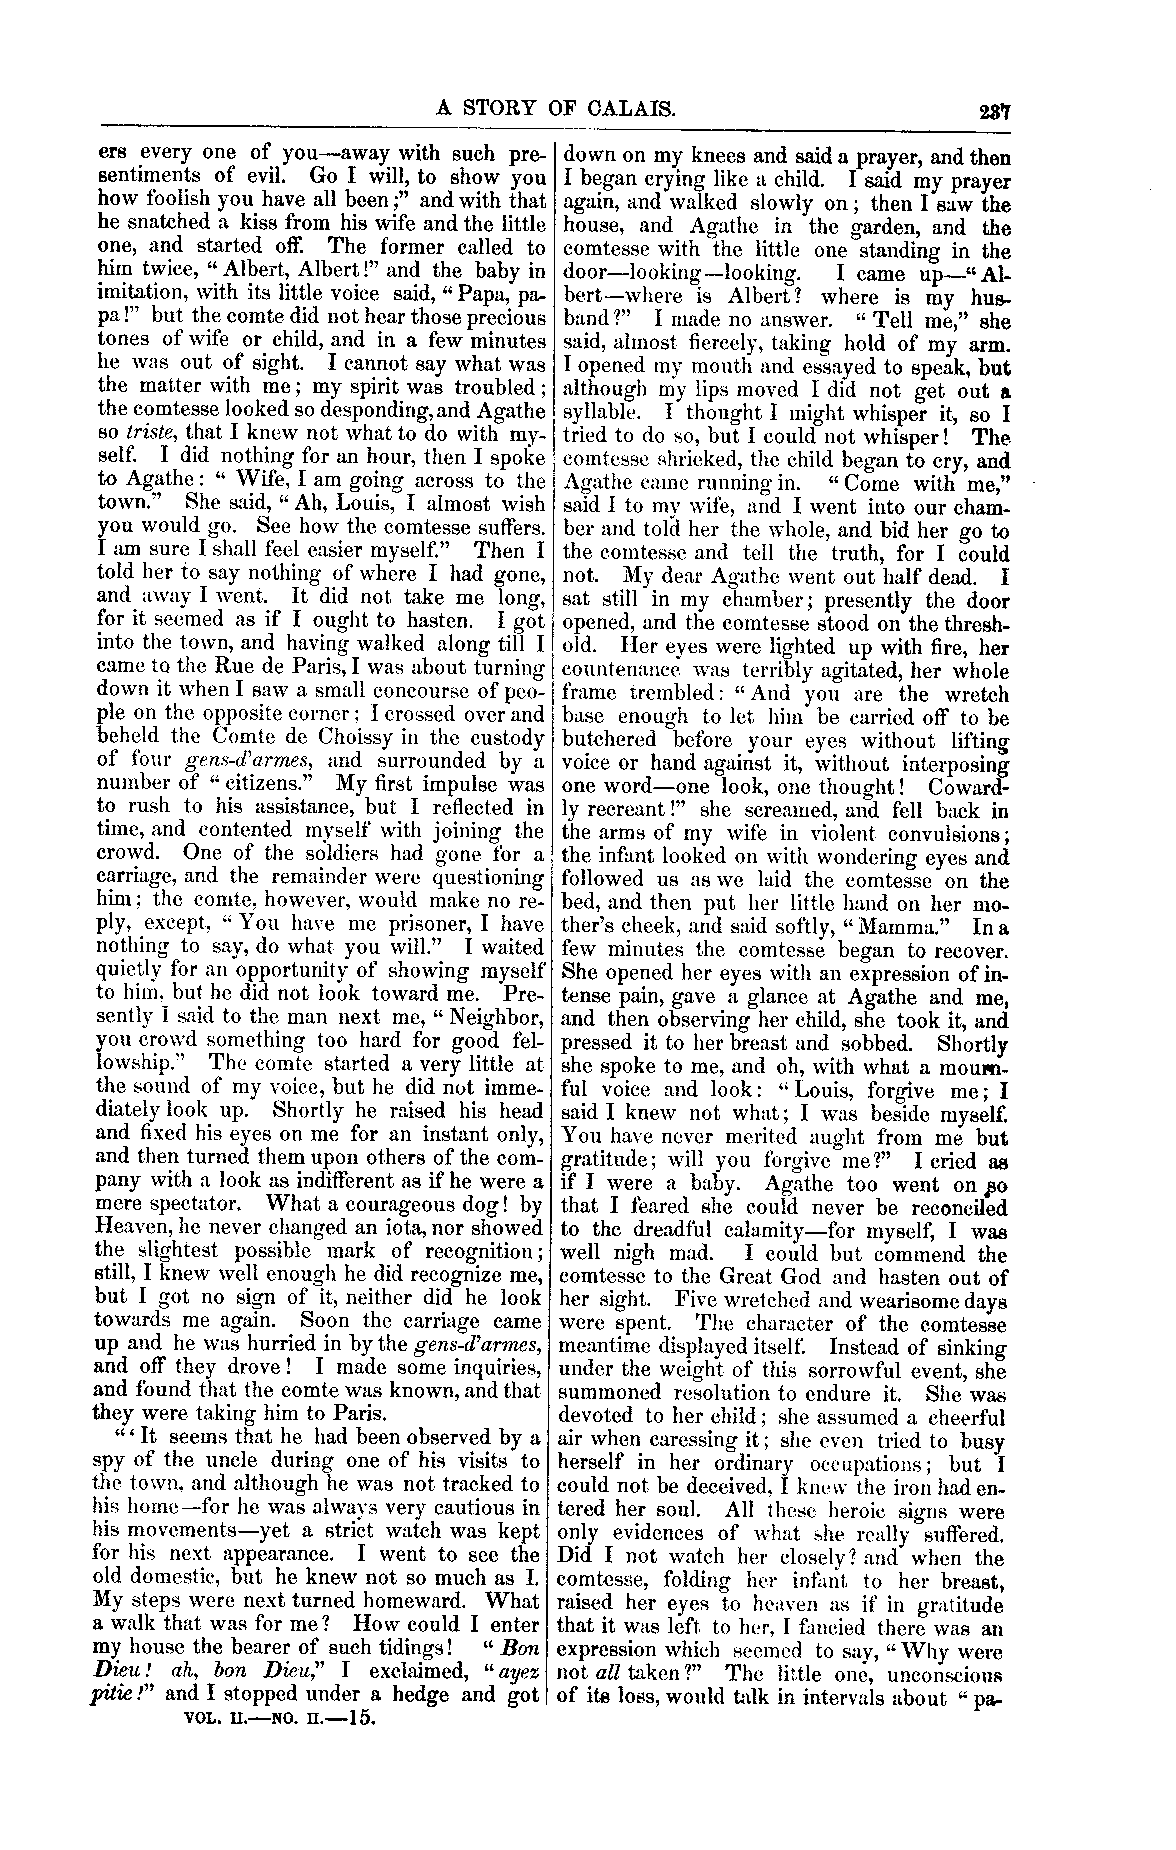 A STORY OF CALAIS.
237
ers every one of you—away with such pre-
sentiments of evil. Go I will, to show you
how foolish you have all been;" and with that
he snatched a kiss from his wife and the little
one, and started off. The former called to
him twice, "Albert, Albert!" and the baby in
imitation, with its little voice said, "Papa, pa-
pa!" but the comte did not hear those precious
tones of wife or child, and in a few minutes
he was out of sight. I cannot say what was
the matter with me; my spirit was troubled;
the comtesse looked so desponding, and Agathe
so triste, that I knew not what to do with my-
self. I did nothing for an hour, then I spoke
to Agathe: "Wife, I am going across to the
town." She said, "Ah, Louis, I almost wish
you would go. See how the comtesse suffers.
I am sure I shall feel easier myself." Then I
told her to say nothing of where I had gone,
and away I went. It did not take me long,
for it seemed as if I ought to hasten. I got
into the town, and having walked along till I
came to the Rue de Paris, I was about turning
down it when I saw a small concourse of peo-
ple on the opposite corner; I crossed over and
beheld the Comte de Choissy in the custody
of four gens-d'armes, and surrounded by a
number of "citizens." My first impulse was
to rush to his assistance, but I reflected in
time, and contented myself with joining the
crowd. One of the soldiers had gone for a
carriage, and the remainder were questioning
him; the comte, however, would make no re-
ply, except, "You have me prisoner, I have
nothing to say, do what you will." I waited
quietly for an opportunity of showing myself
to him, but he did not look toward me. Pre-
sently I said to the man next me, "Neighbor,
you crowd something too hard for good fel-
lowship." The comte started a very little at
the sound of my voice, but he did not imme-
diately look up. Shortly he raised his head
and fixed his eyes on me for an instant only,
and then turned them upon others of the com-
pany with a look as indifferent as if he were a
mere spectator. What a courageous dog! by
Heaven, he never changed an iota, nor showed
the slightest possible mark of recognition;
still, I knew well enough he did recognize me,
but I got no sign of it, neither did he look
towards me again. Soon the carriage came
up and he was hurried in by the gens-d'armes,
and off they drove! I made some inquiries,
and found that the comte was known, and that
they were taking him to Paris.
"'It seems that he had been observed by a
spy of the uncle during one of his visits to
the town, and although he was not tracked to
his home—for he was always very cautious in
his movements—yet a strict watch was kept
for his next appearance. I went to see the
old domestic, but he knew not so much as I.
My steps were next turned homeward. What
a walk that was for me? How could I enter
my house the bearer of such tidings! "Bon
Dieu! ah, bon Dieu," I exclaimed, "ayez
pitie!" and I stopped under a hedge and got
VOL. II.—NO. II.—15.
down on my knees and said a prayer, and then
I began crying like a child. I said my prayer
again, and walked slowly on; then I saw the
house, and Agathe in the garden, and the
comtesse with the little one standing in the
door—looking—looking. I came up—"Al-
bert—where is Albert? where is my hus-
band?" I made no answer. "Tell me," she
said, almost fiercely, taking hold of my arm.
I opened my mouth and essayed to speak, but
although my lips moved I did not get out a
syllable. I thought I might whisper it, so I
tried to do so, but I could not whisper! The
comtesse shrieked, the child began to cry, and
Agathe came running in. "Come with me,"
said I to my wife, and I went into our cham-
ber and told her the whole, and bid her go to
the comtesse and tell the truth, for I could
not. My dear Agathe went out half dead. I
sat still in my chamber; presently the door
opened, and the comtesse stood on the thresh-
old. Her eyes were lighted up with fire, her
countenance was terribly agitated, her whole
frame trembled: "And you are the wretch
base enough to let him be carried off to be
butchered before your eyes without lifting
voice or hand against it, without interposing
one word—one look, one thought! Coward-
ly recreant!" she screamed, and fell back in
the arms of my wife in violent convulsions;
the infant looked on with wondering eyes and
followed us as we laid the comtesse on the
bed, and then put her little hand on her mo-
ther's cheek, and said softly, "Mamma." In a
few minutes the comtesse began to recover.
She opened her eyes with an expression of in-
tense pain, gave a glance at Agathe and me,
and then observing her child, she took it, and
pressed it to her breast and sobbed. Shortly
she spoke to me, and oh, with what a mourn-
ful voice and look: "Louis, forgive me; I
said I knew not what; I was beside myself.
You have never merited aught from me but
gratitude; will you forgive me?" I cried as
if I were a baby. Agathe too went on so
that I feared she could never be reconciled
to the dreadful calamity—for myself, I was
well nigh mad. I could but commend the
comtesse to the Great God and hasten out of
her sight. Five wretched and wearisome days
were spent. The character of the comtesse
meantime displayed itself. Instead of sinking
under the weight of this sorrowful event, she
summoned resolution to endure it. She was
devoted to her child; she assumed a cheerful
air when caressing it; she even tried to busy
herself in her ordinary occupations; but I
could not be deceived, I knew the iron had en-
tered her soul. All these heroic signs were
only evidences of what she really suffered.
Did I not watch her closely? and when the
comtesse, folding her infant to her breast,
raised her eyes to heaven as if in gratitude
that it was left to her, I fancied there was an
expression which seemed to say, "Why were
not all taken?" The little one, unconscious
of its loss, would talk in intervals about "pa-